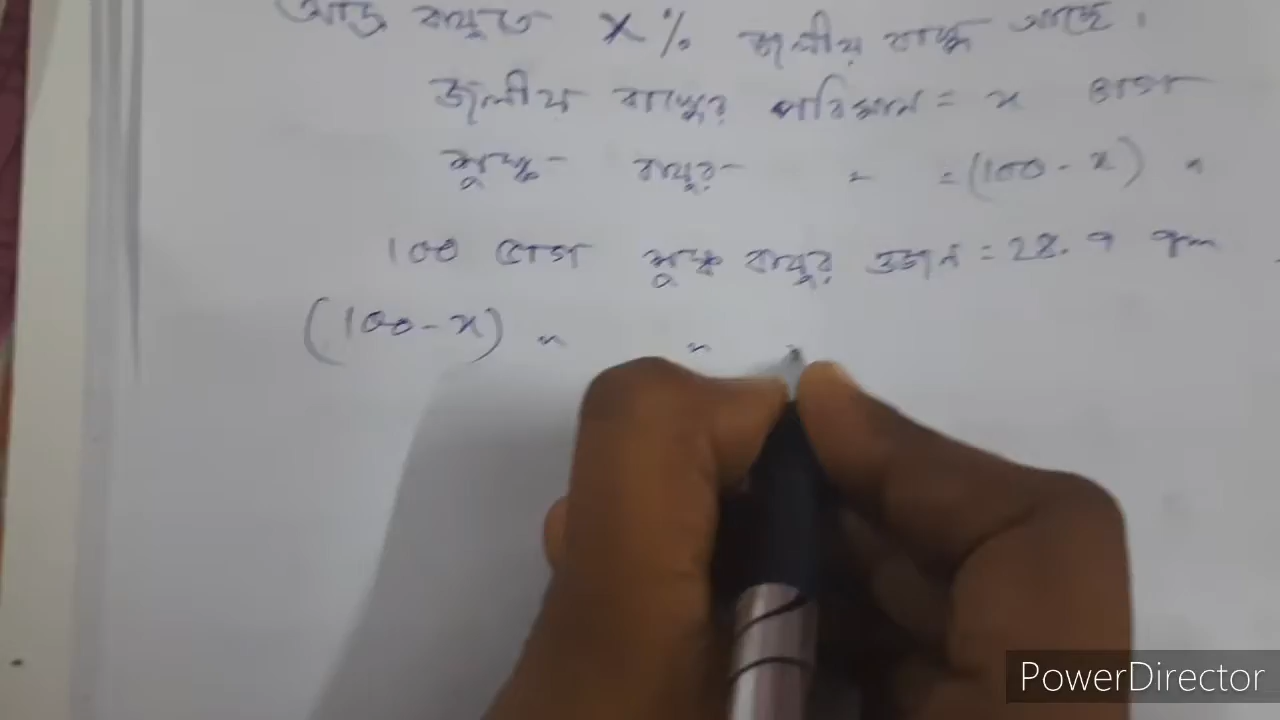 আর্দ্র বায়ুতে x% জলীয় বাষ্প আছে।
জলীয় বাষ্পের পরিমান = x ভাগ
শুষ্ক বায়ুর " = (100 - x) "
100 ভাগ শুষ্ক বায়ুর ওজন = 28.9 gm
(100 - x) " "
PowerDirector